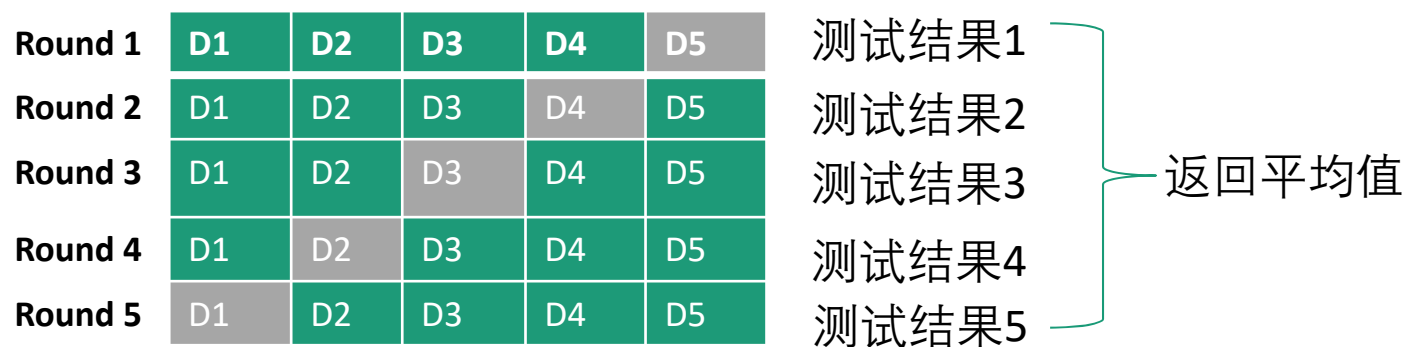 Round 1 D1 D2 D3 D4 D5 测试结果1
Round 2 D1 D2 D3 D4 D5 测试结果2
Round 3 D1 D2 D3 D4 D5 测试结果3
返回平均值
Round 4 D1 D2 D3 D4 D5 测试结果4
Round 5 D1 D2 D3 D4 D5 测试结果5